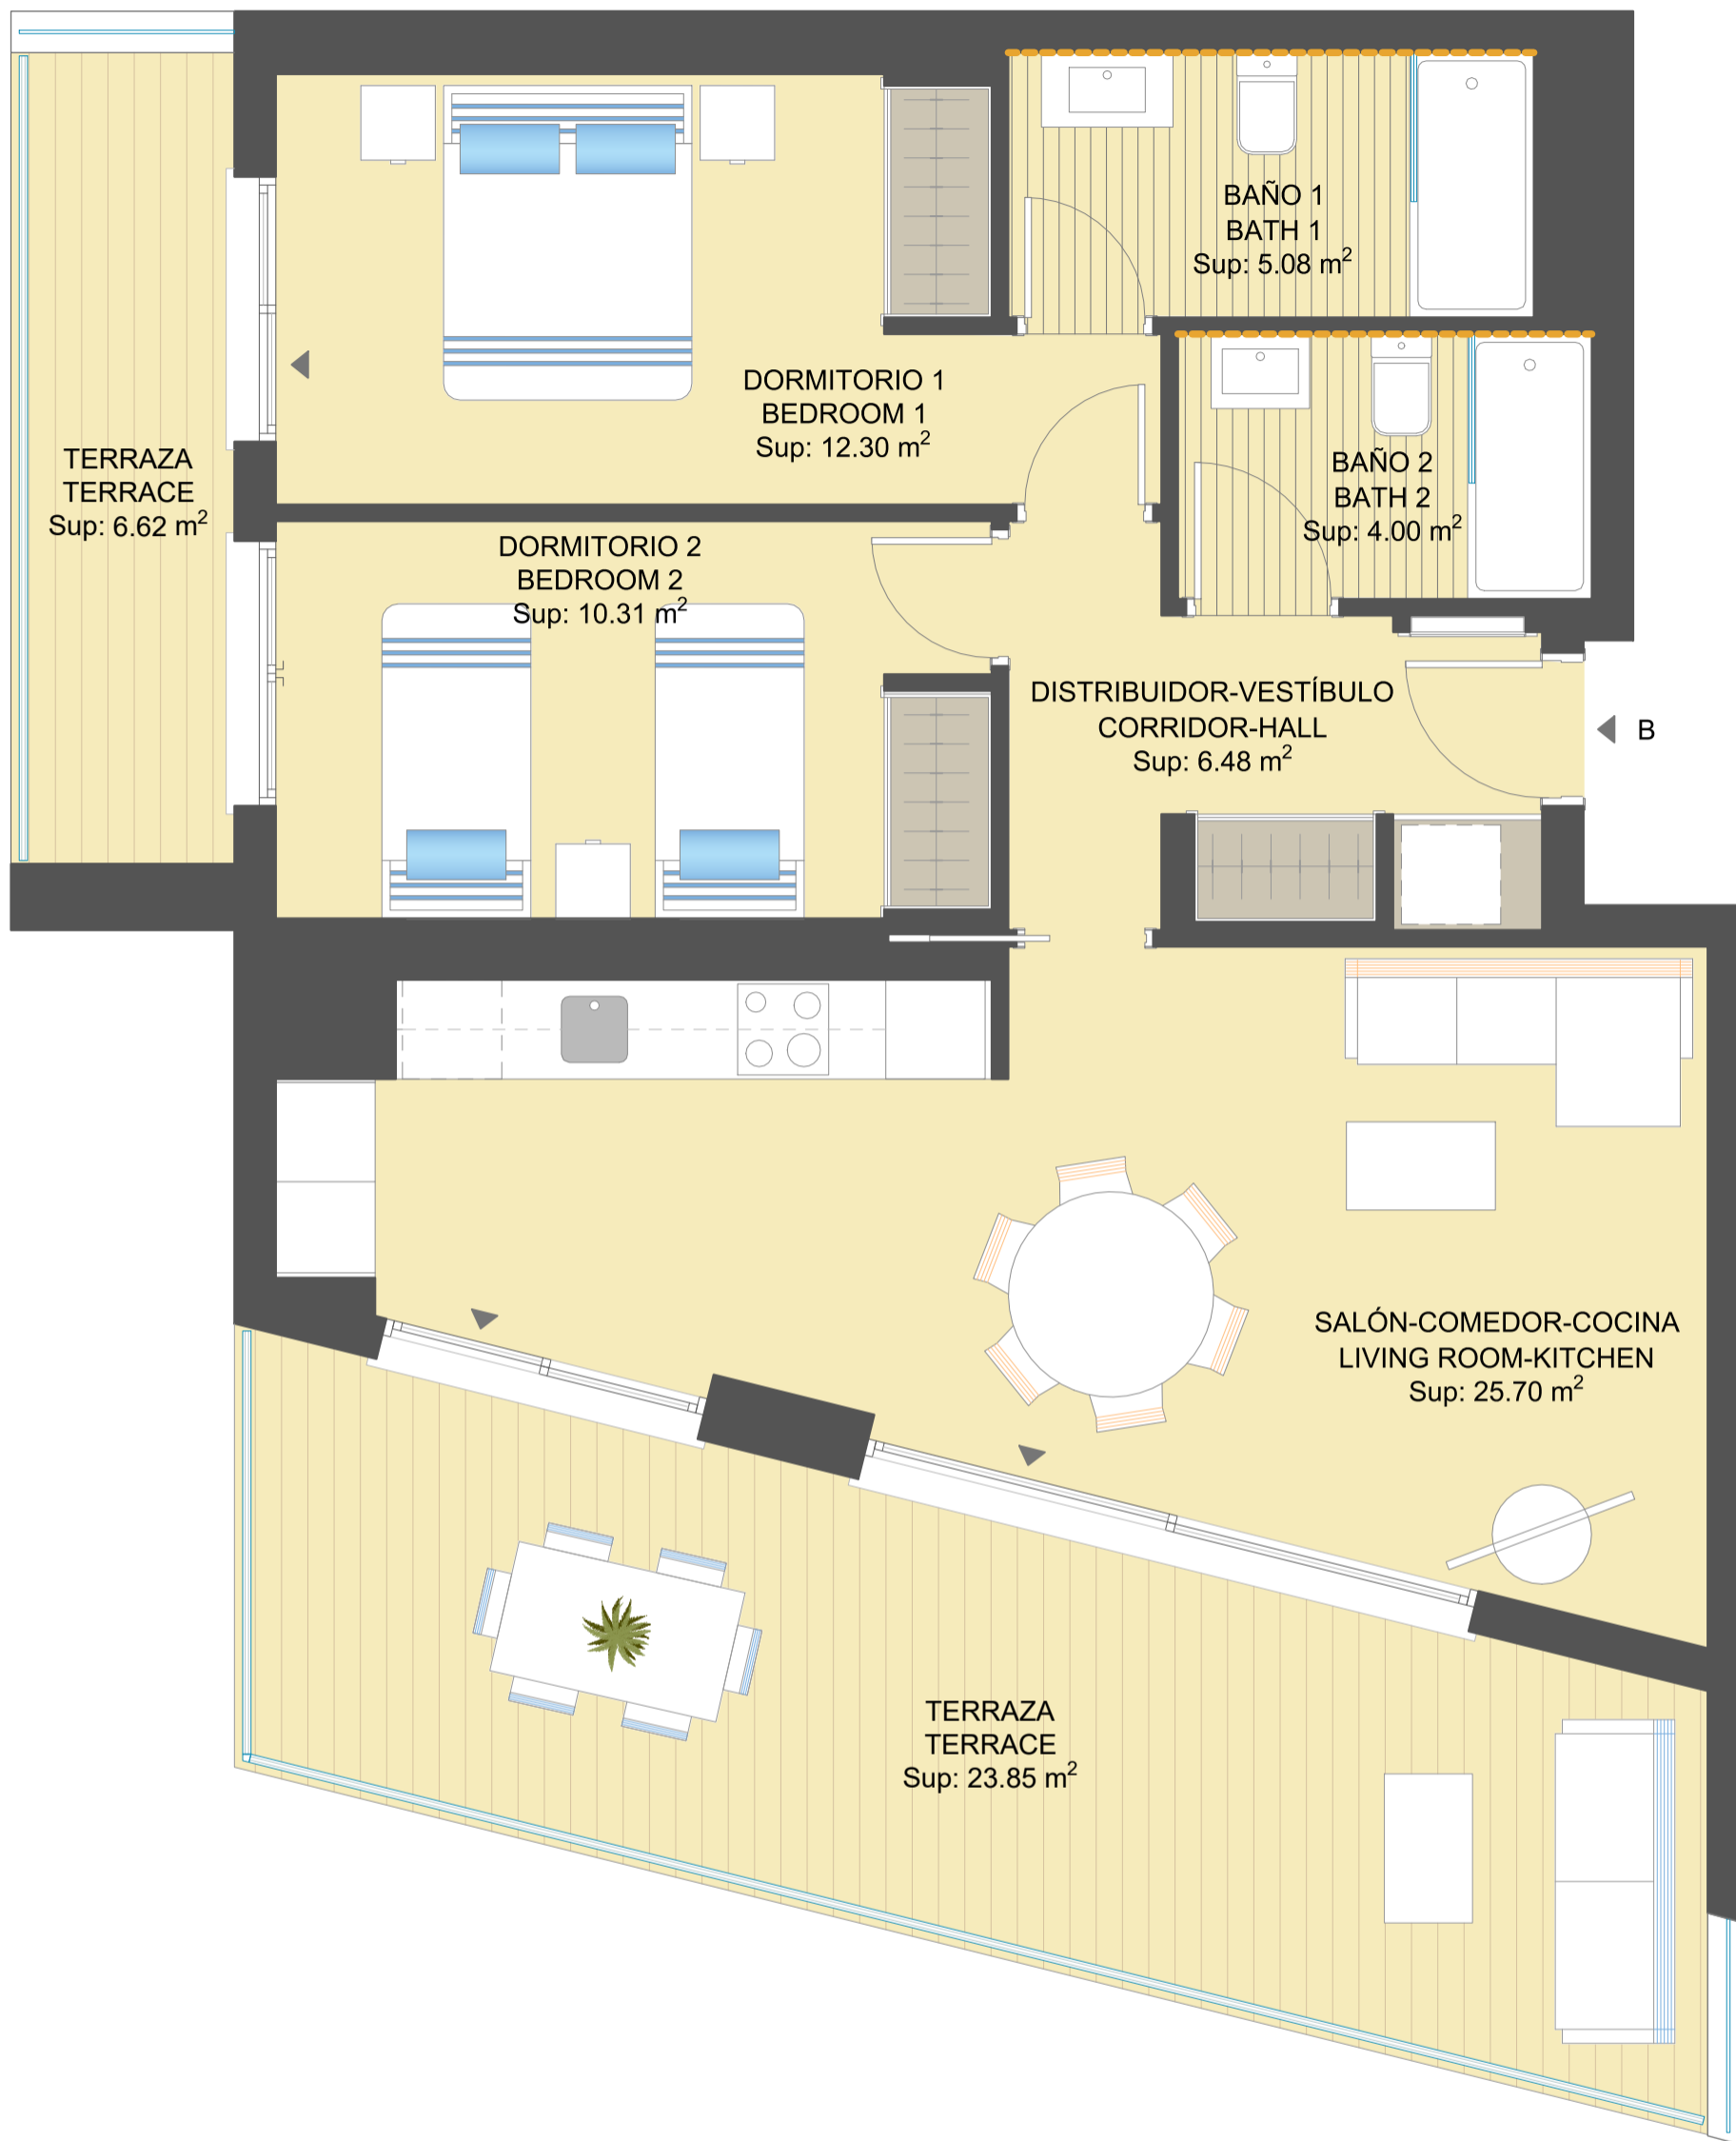 BAÑO 1
BATH 1
Sup: 5.08 m²
DORMITORIO 1
BEDROOM 1
Sup: 12.30 m²
TERRAZA
TERRACE
Sup: 6.62 m²
BAÑO 2
BATH 2
Sup: 4.00 m²
DORMITORIO 2
BEDROOM 2
Sup: 10.31 m²
DISTRIBUIDOR-VESTÍBULO
CORRIDOR-HALL
Sup: 6.48 m²
B
SALÓN-COMEDOR-COCINA
LIVING ROOM-KITCHEN
Sup: 25.70 m²
TERRAZA
TERRACE
Sup: 23.85 m²